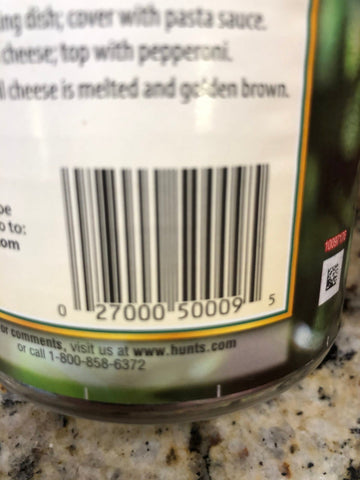 ing dish; cover with pasta sauce.
cheese; top with pepperoni.
l cheese is melted and golden brown.
pe
o to:
om
0 27000 50009 5
10097176
or comments, visit us at www.hunts.com
or call 1-800-858-6372